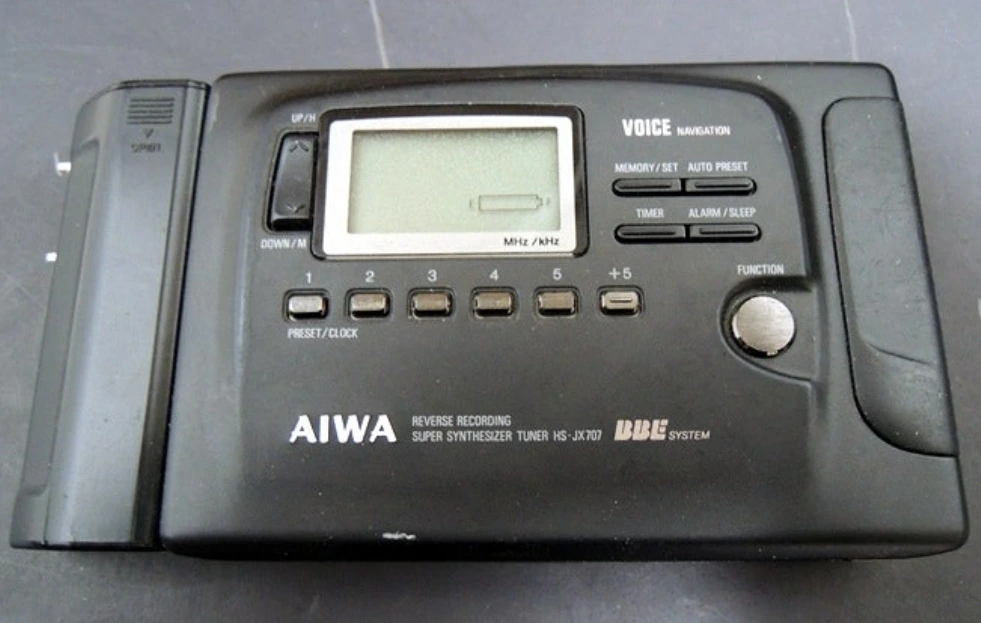 UP/H
OPEN
DOWN/M
MHz/kHz
VOICE NAVIGATION
MEMORY/SET AUTO PRESET
TIMER ALARM/SLEEP
FUNCTION
1 2 3 4 5 +5
PRESET/CLOCK
AIWA
REVERSE RECORDING
SUPER SYNTHESIZER TUNER HS-JX707
BBE SYSTEM